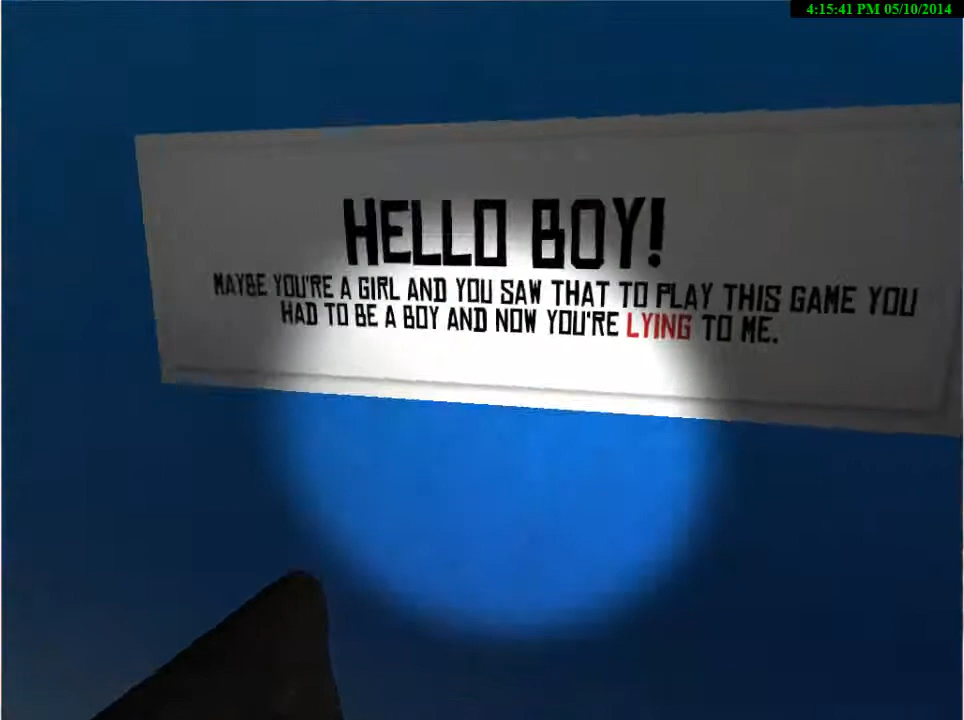 4:15:41 PM 05/10/2014
HELLO BOY!
MAYBE YOU'RE A GIRL AND YOU SAW THAT TO PLAY THIS GAME YOU
HAD TO BE A BOY AND NOW YOU'RE LYING TO ME.